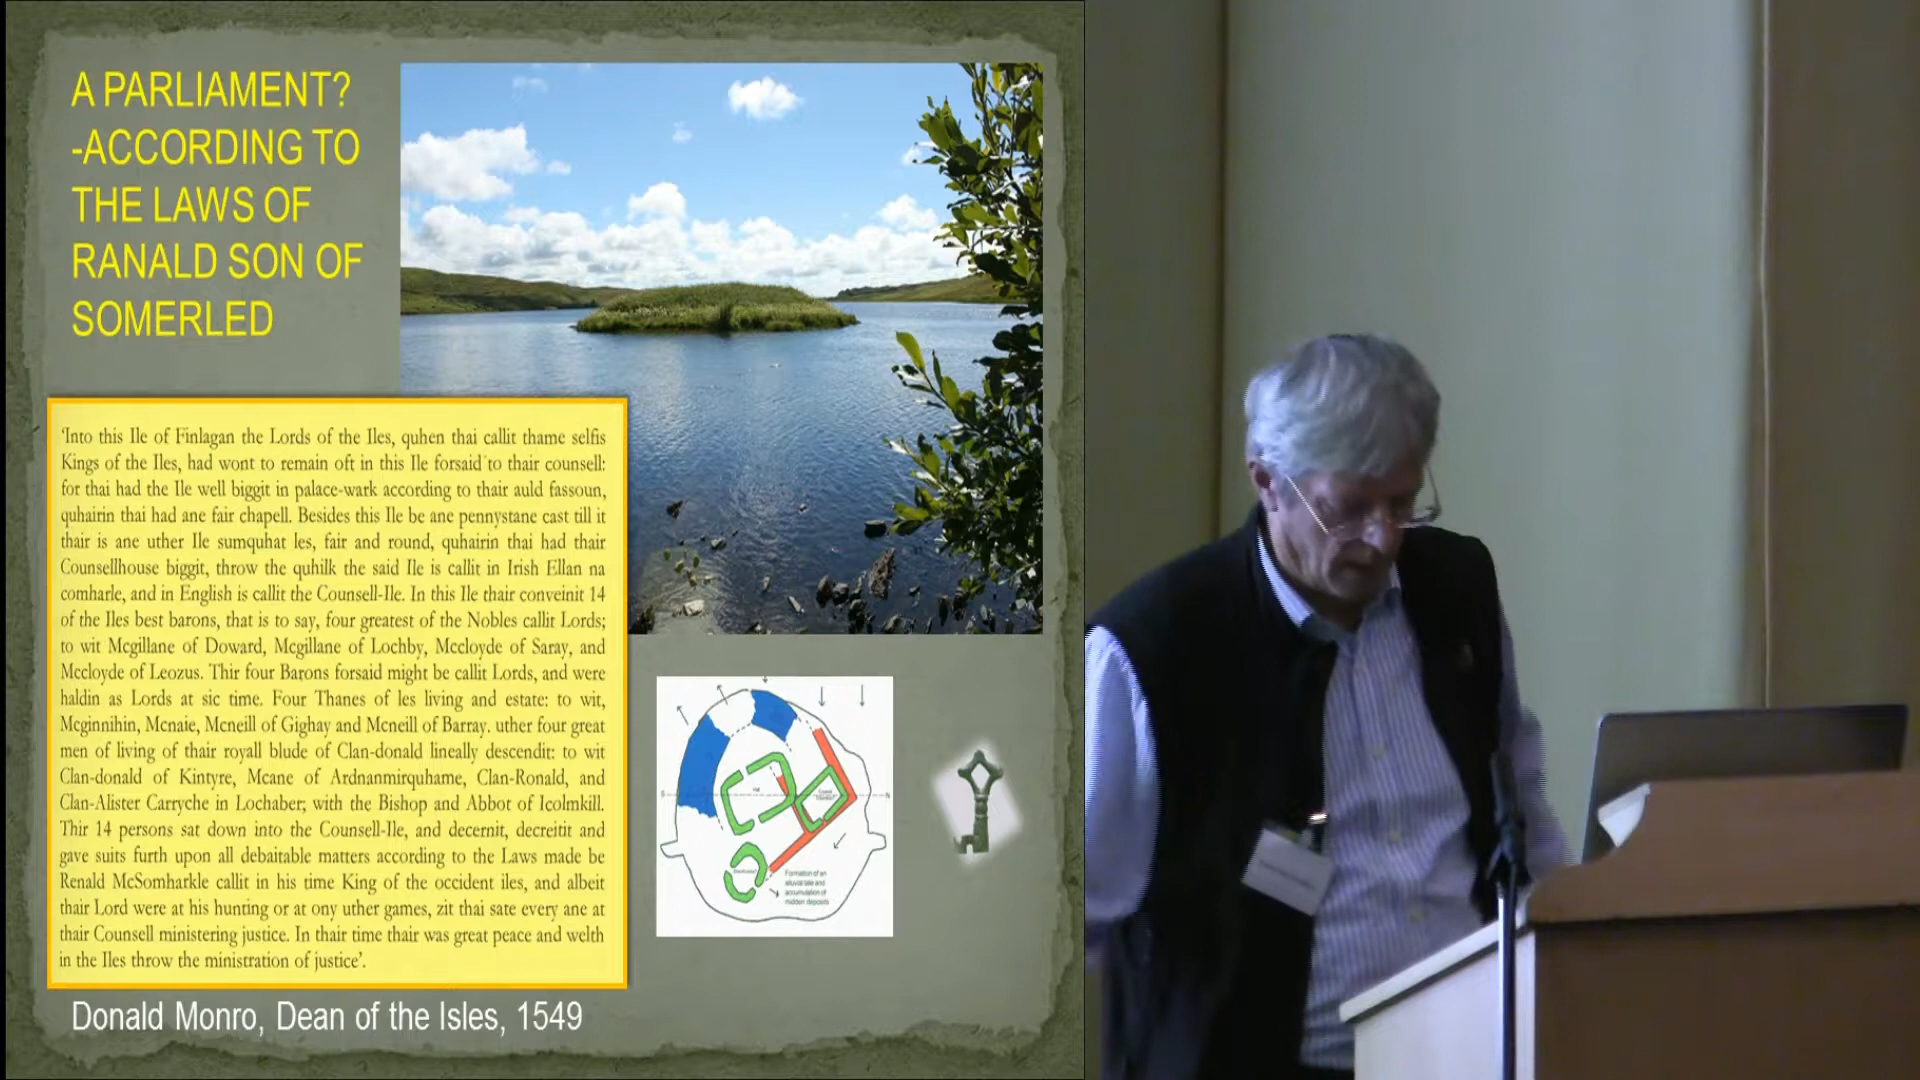 A PARLIAMENT?
-ACCORDING TO
THE LAWS OF
RANALD SON OF
SOMERLED
'Into this Ile of Finlagan the Lords of the Iles, quhen thai callit thame selfis
Kings of the Iles, had wont to remain oft in this Ile forsaid to thair counsell:
for thai had the Ile well biggit in palace-wark according to thair auld fassoun,
quhairin thai had ane fair chapell. Besides this Ile be ane pennystane cast till it
thair is ane uther Ile sumquhat les, fair and round, quhairin thai had thair
Counsellhouse biggit, throw the quhilk the said Ile is callit in Irish Ellan na
comharle, and in English is callit the Counsell-Ile. In this Ile thair conveinit 14
of the Iles best barons, that is to say, four greatest of the Nobles callit Lords;
to wit Mcgillane of Doward, Mcgillane of Lochby, Mccloyde of Saray, and
Mccloyde of Leozus. Thir four Barons forsaid might be callit Lords, and were
haldin as Lords at sic time. Four Thanes of les living and estate: to wit,
Mcginnihin, Mcnaie, Mcneill of Gighay and Mcneill of Barray. uther four great
men of living of thair royall blude of Clan-donald lineally descendit: to wit
Clan-donald of Kintyre, Mcane of Ardnanmirquhame, Clan-Ronald, and
Clan-Alister Carryche in Lochaber; with the Bishop and Abbot of Icolmkill.
Thir 14 persons sat down into the Counsell-Ile, and decernit, decreitit and
gave suits furth upon all debaitable matters according to the Laws made be
Renald McSomharkle callit in his time King of the occident iles, and albeit
thair Lord were at his hunting or at ony uther games, zit thai sate every ane at
thair Counsell ministering justice. In thair time thair was great peace and welth
in the Iles throw the ministration of justice'.
Donald Monro, Dean of the Isles, 1549
Formation of an
alluvial fate and
accumulation of
midden deposits
N